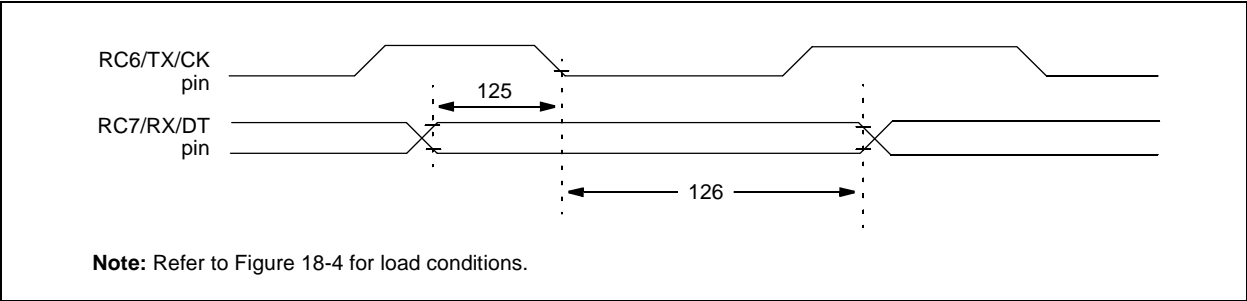 RC6/TX/CK
pin
125
RC7/RX/DT
pin
126
Note: Refer to Figure 18-4 for load conditions.